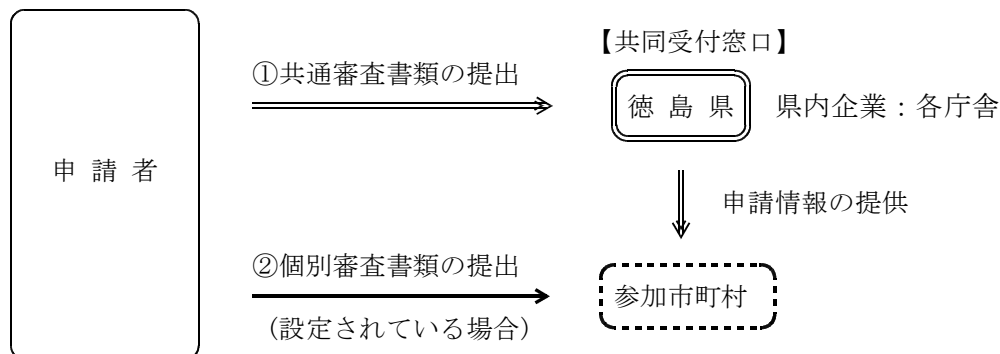 【共同受付窓口】
①共通審査書類の提出
徳 島 県 県内企業：各庁舎
申 請 者
申請情報の提供
②個別審査書類の提出
参加市町村
（設定されている場合）